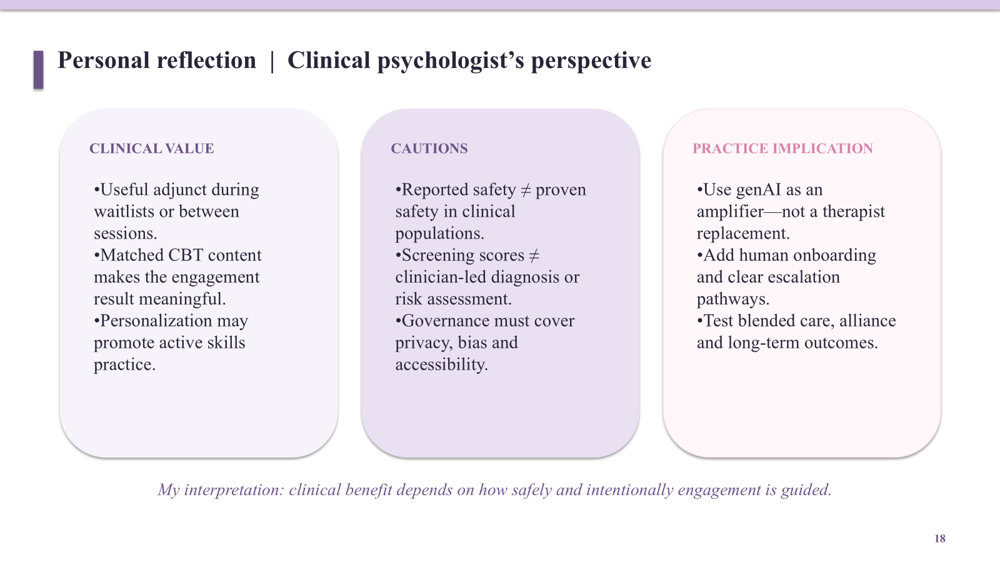 Personal reflection | Clinical psychologist’s perspective
CLINICAL VALUE
•Useful adjunct during
waitlists or between
sessions.
•Matched CBT content
makes the engagement
result meaningful.
•Personalization may
promote active skills
practice.
CAUTIONS
•Reported safety ≠ proven
safety in clinical
populations.
•Screening scores ≠
clinician-led diagnosis or
risk assessment.
•Governance must cover
privacy, bias and
accessibility.
PRACTICE IMPLICATION
•Use genAI as an
amplifier—not a therapist
replacement.
•Add human onboarding
and clear escalation
pathways.
•Test blended care, alliance
and long-term outcomes.
My interpretation: clinical benefit depends on how safely and intentionally engagement is guided.
18